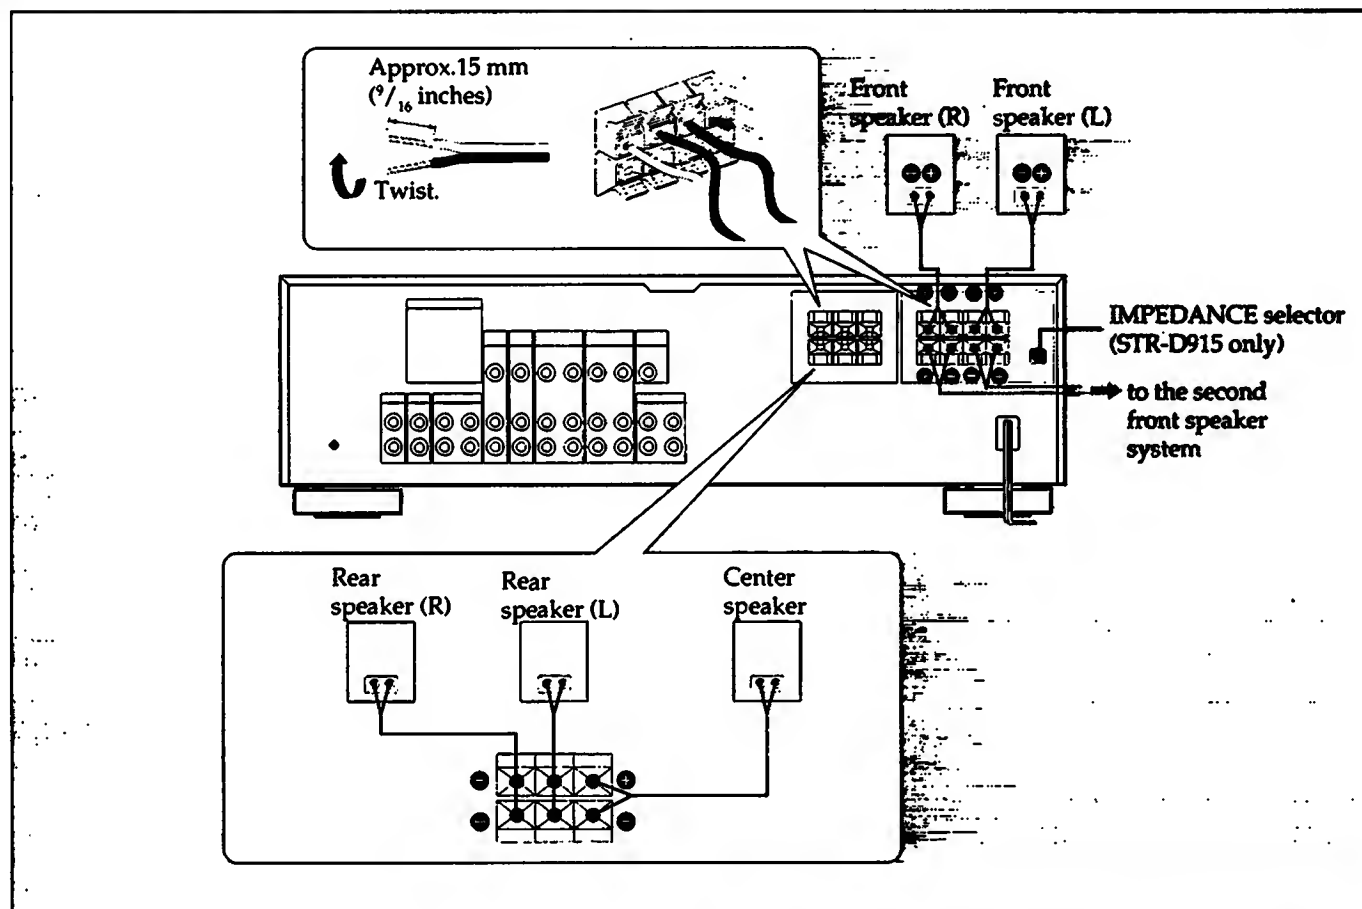 Approx.15 mm
(9/16 inches)
Twist.
Front
speaker (R)
Front
speaker (L)
IMPEDANCE selector
(STR-D915 only)
to the second
front speaker
system
Rear
speaker (R)
Rear
speaker (L)
Center
speaker